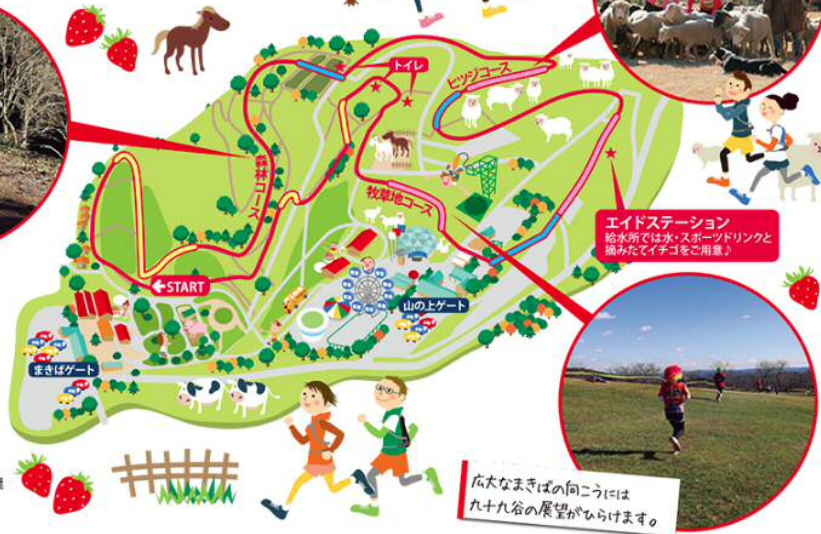 トイレ
ヒツジコース
森林コース
牧草地コース
エイドステーション
給水所では水・スポーツドリンクと
摘みたてイチゴをご用意♪
←START
山の上ゲート
まきばゲート
広大なまきばの向こうには
九十九谷の展望がひらけます。